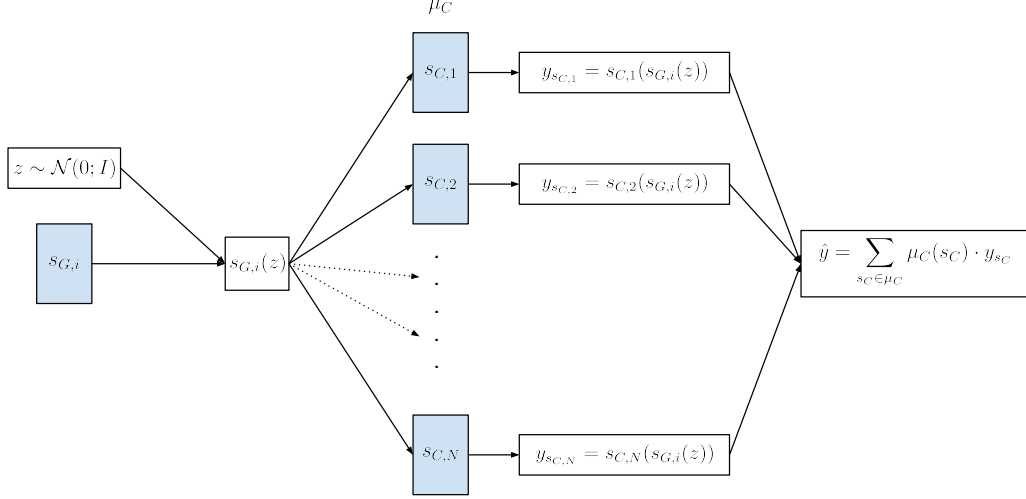 μ_C
s_{C,1}
y_{s_{C,1}} = s_{C,1}(s_{G,i}(z))
z ∼ 𝒩(0; I)
s_{C,2}
y_{s_{C,2}} = s_{C,2}(s_{G,i}(z))
s_{G,i}
s_{G,i}(z)
ŷ = ∑_{s_C∈μ_C} μ_C(s_C) · y_{s_C}
.
.
.
.
.
s_{C,N}
y_{s_{C,N}} = s_{C,N}(s_{G,i}(z))